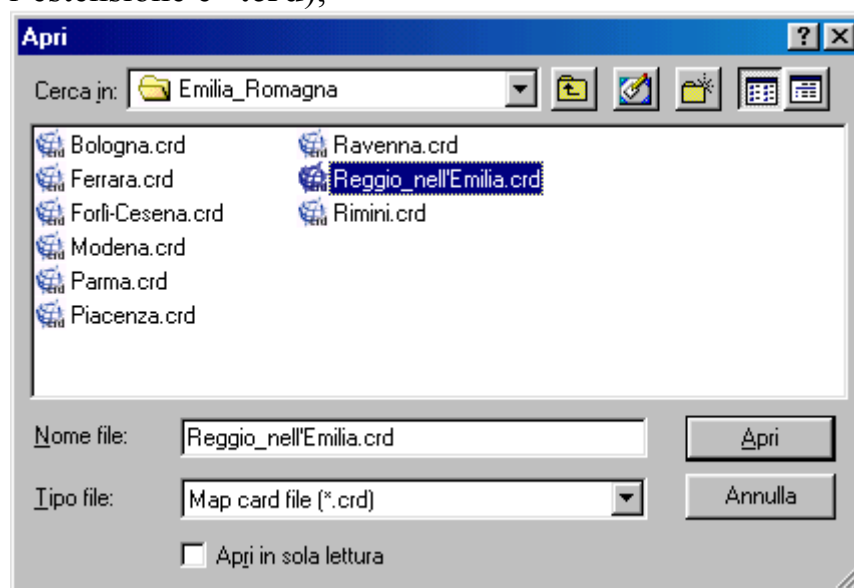 l'estensione è *.crd);
Apri
Cerca in: Emilia_Romagna
Bologna.crd
Ferrara.crd
Forlì-Cesena.crd
Modena.crd
Parma.crd
Piacenza.crd
Ravenna.crd
Reggio_nell'Emilia.crd
Rimini.crd
Nome file: Reggio_nell'Emilia.crd Apri
Tipo file: Map card file (*.crd) Annulla
Apri in sola lettura